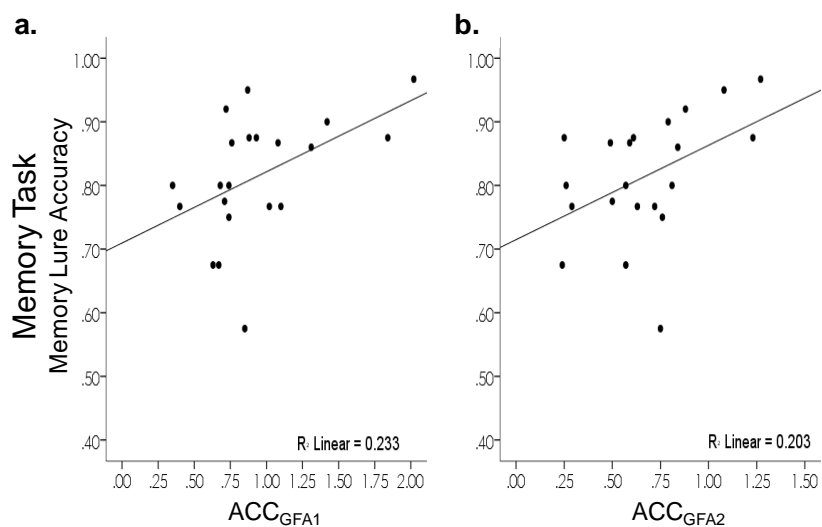 a.
b.
Memory Task
Memory Lure Accuracy
1.00
.90
.80
.70
.60
.50
.40
R2 Linear = 0.233
.00 .25 .50 .75 1.00 1.25 1.50 1.75 2.00
ACCGFA1
1.00
.90
.80
.70
.60
.50
.40
R2 Linear = 0.203
.00 .25 .50 .75 1.00 1.25 1.50
ACCGFA2